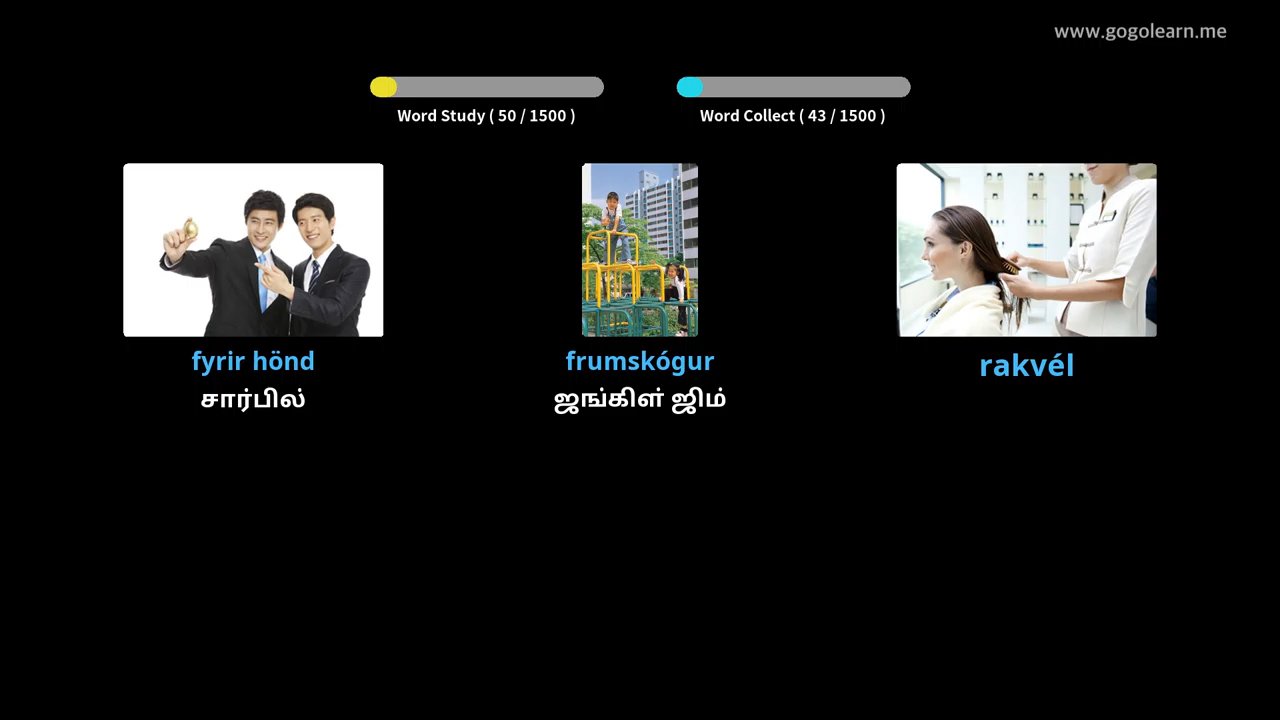 www.gogolearn.me
Word Study ( 50 / 1500 )
Word Collect ( 43 / 1500 )
fyrir hönd
சார்பில்
frumskógur
ஜங்கிள் ஜிம்
rakvél